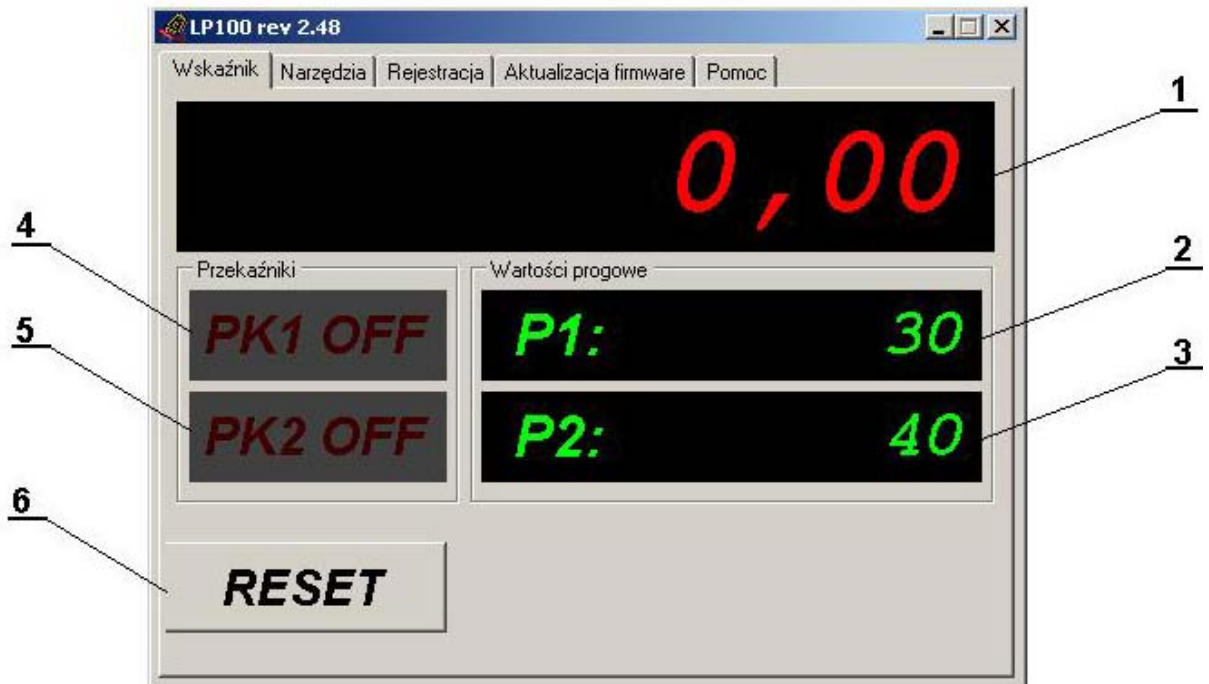 LP100 rev 2.48
Wskaźnik Narzędzia Rejestracja Aktualizacja firmware Pomoc
1
0,00
4
Przekaźniki Wartości progowe
2
PK1 OFF P1: 30
5
3
PK2 OFF P2: 40
6
RESET